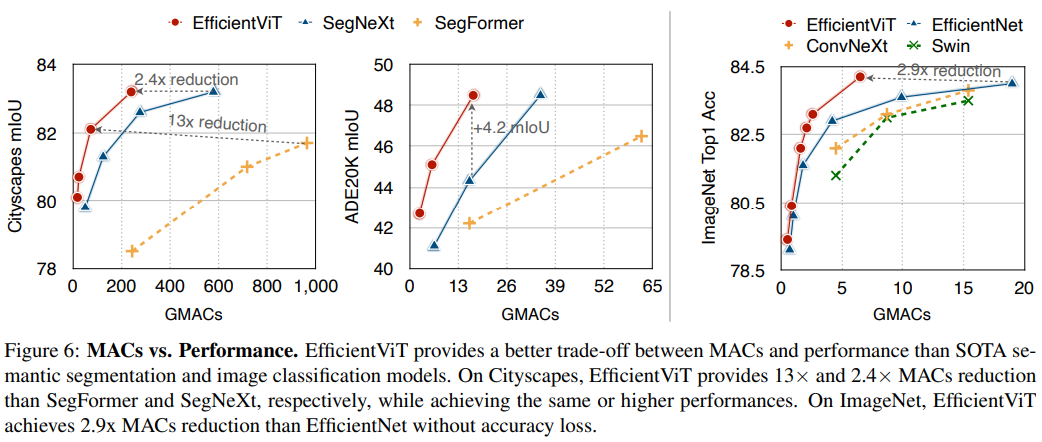 EfficientViT SegNeXt SegFormer
EfficientViT EfficientNet
ConvNeXt Swin
Cityscapes mIoU
84
82
80
78
2.4x reduction
13x reduction
0 200 400 600 800 1,000
GMACs
ADE20K mIoU
50
48
46
44
42
40
+4.2 mIoU
0 13 26 39 52 65
GMACs
ImageNet Top1 Acc
84.5
82.5
80.5
78.5
2.9x reduction
0 5 10 15 20
GMACs
Figure 6: MACs vs. Performance. EfficientViT provides a better trade-off between MACs and performance than SOTA se-
mantic segmentation and image classification models. On Cityscapes, EfficientViT provides 13× and 2.4× MACs reduction
than SegFormer and SegNeXt, respectively, while achieving the same or higher performances. On ImageNet, EfficientViT
achieves 2.9x MACs reduction than EfficientNet without accuracy loss.